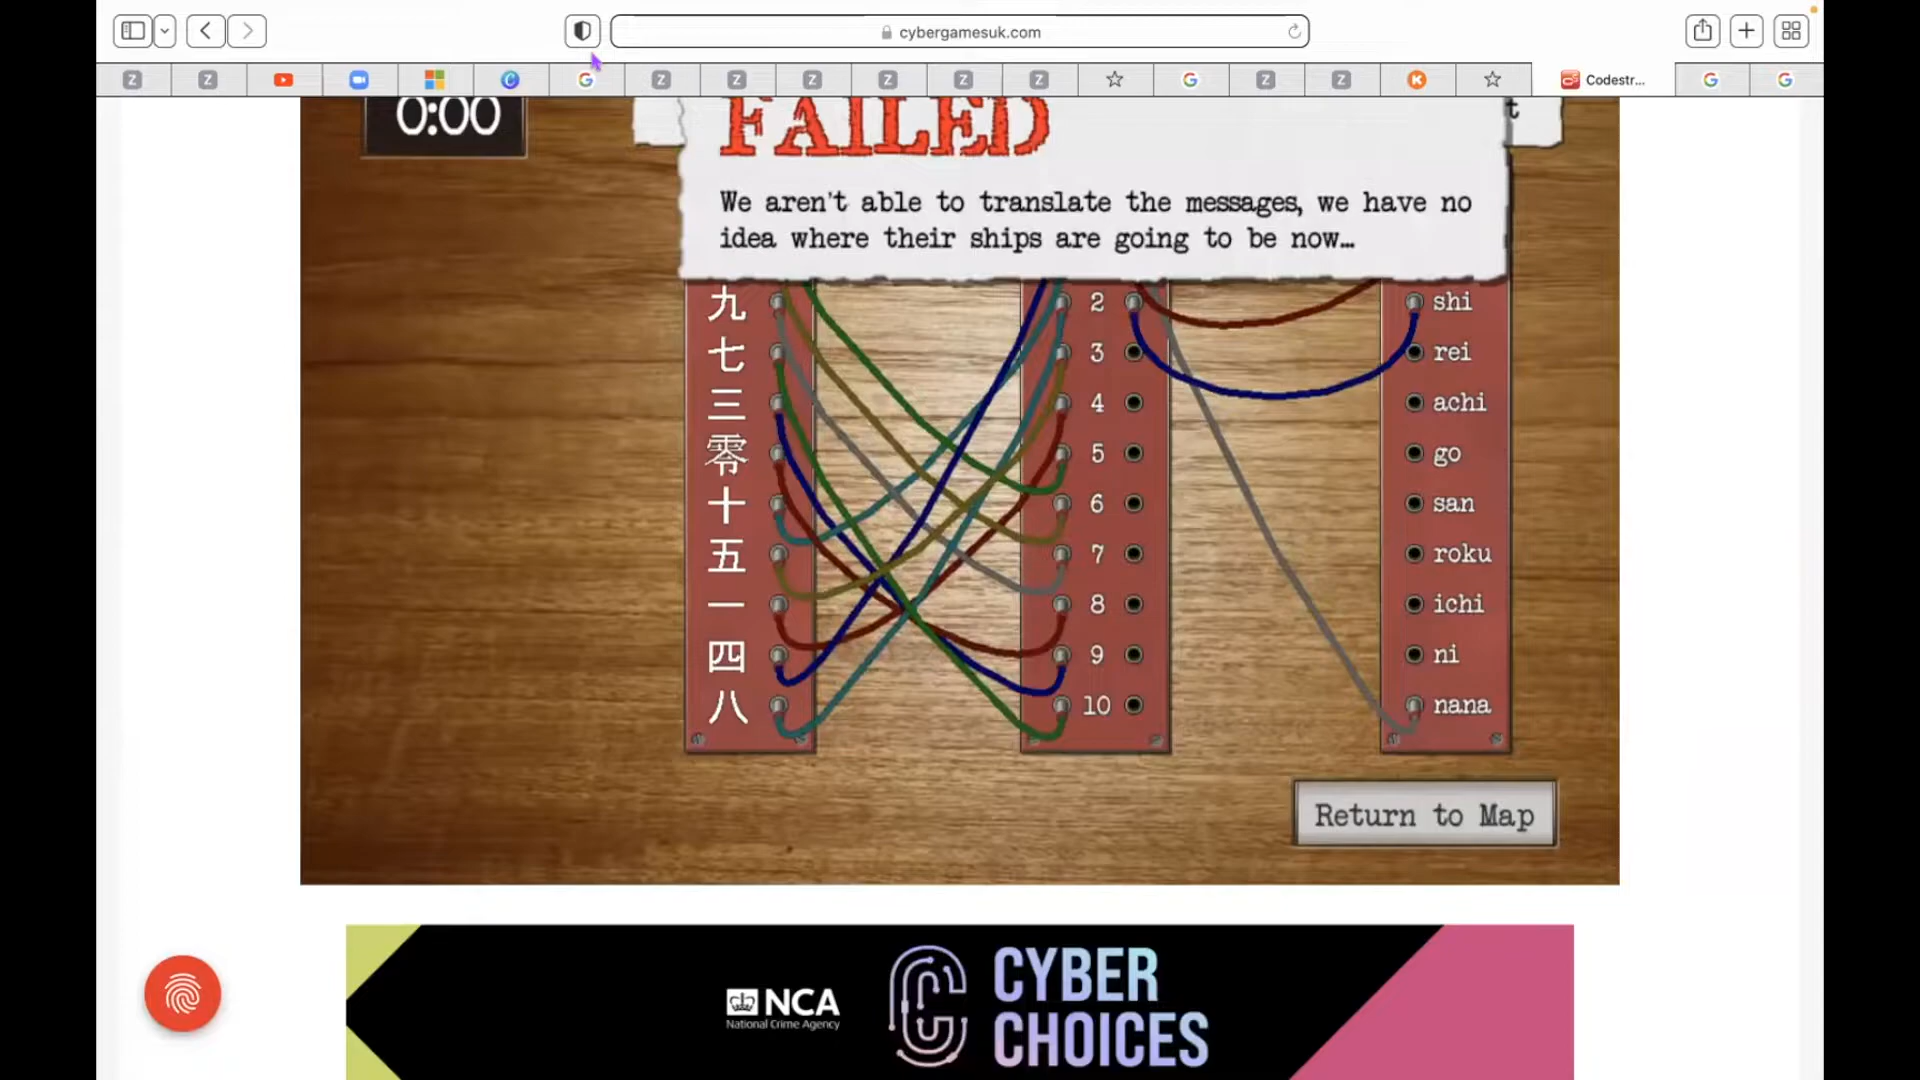 cybergamesuk.com
Codestr...
0:00
t
FAILED
We aren't able to translate the messages, we have no
idea where their ships are going to be now...
九 2 shi
七 3 rei
三 4 achi
零 5 go
十 6 san
五 7 roku
一 8 ichi
四 9 ni
八 10 nana
Return to Map
NCA
National Crime Agency
CYBER
CHOICES